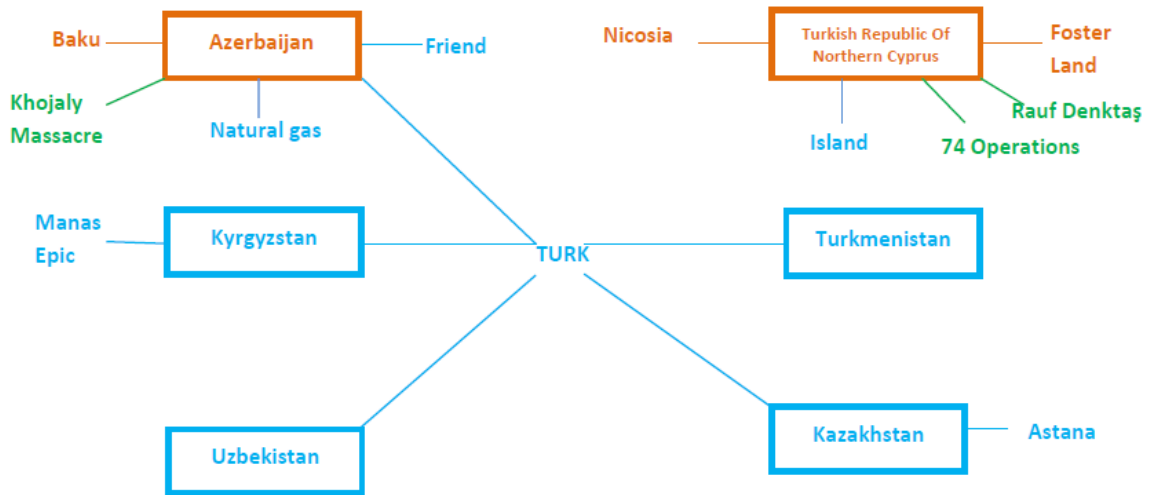 Baku
Azerbaijan
Friend
Khojaly
Massacre
Natural gas
Nicosia
Turkish Republic Of
Northern Cyprus
Foster
Land
Rauf Denktaş
Island
74 Operations
Manas
Epic
Kyrgyzstan
TURK
Turkmenistan
Uzbekistan
Kazakhstan
Astana